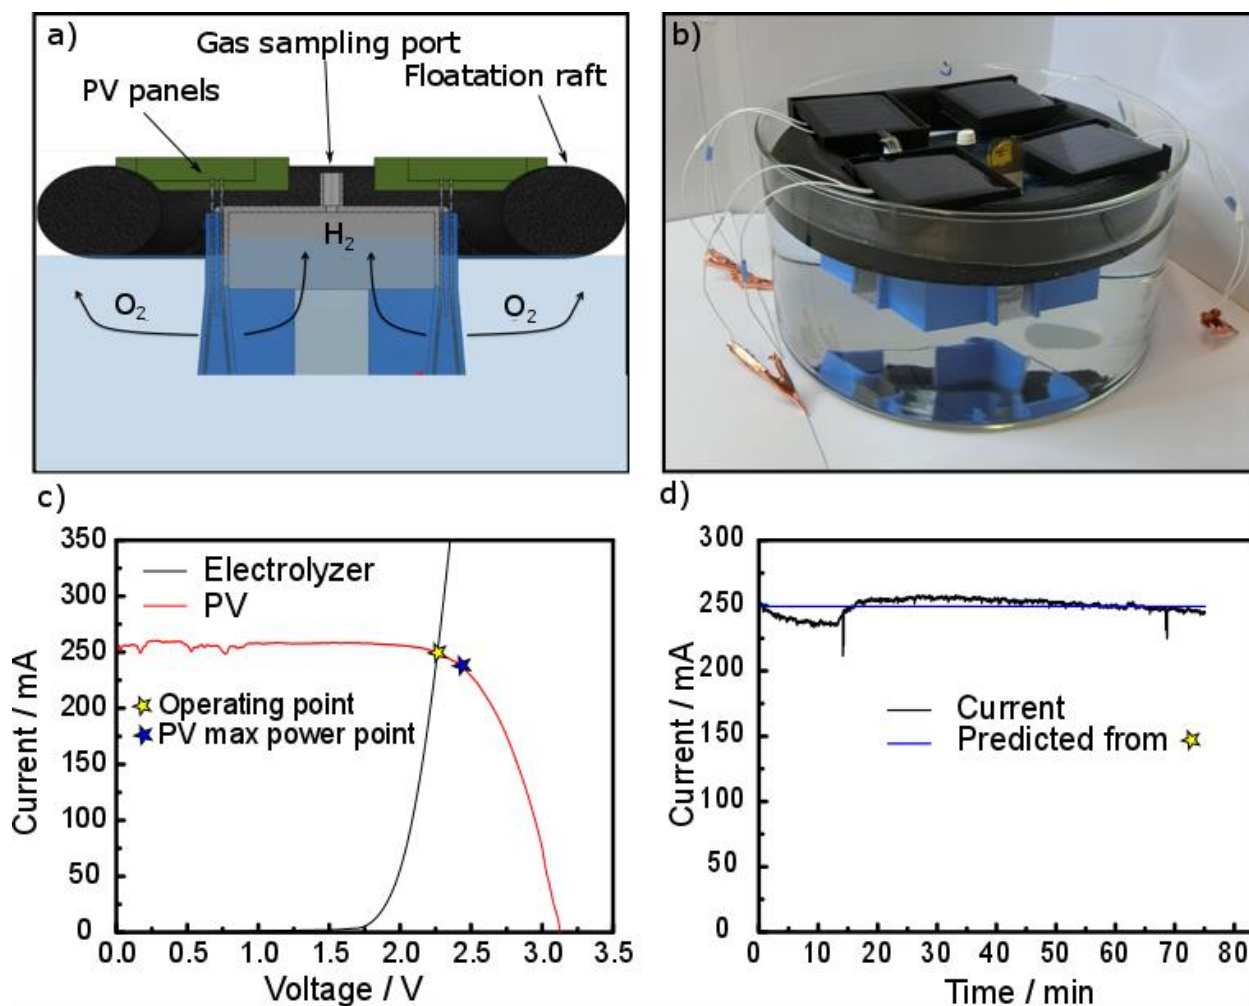 a)
Gas sampling port
PV panels
Floatation raft
H2
O2
O2
b)
c)
350
300
250
200
150
100
50
0
Current / mA
Electrolyzer
PV
Operating point
PV max power point
0.0 0.5 1.0 1.5 2.0 2.5 3.0 3.5
Voltage / V
d)
300
250
200
150
100
50
0
Current / mA
Current
Predicted from
0 10 20 30 40 50 60 70 80
Time / min